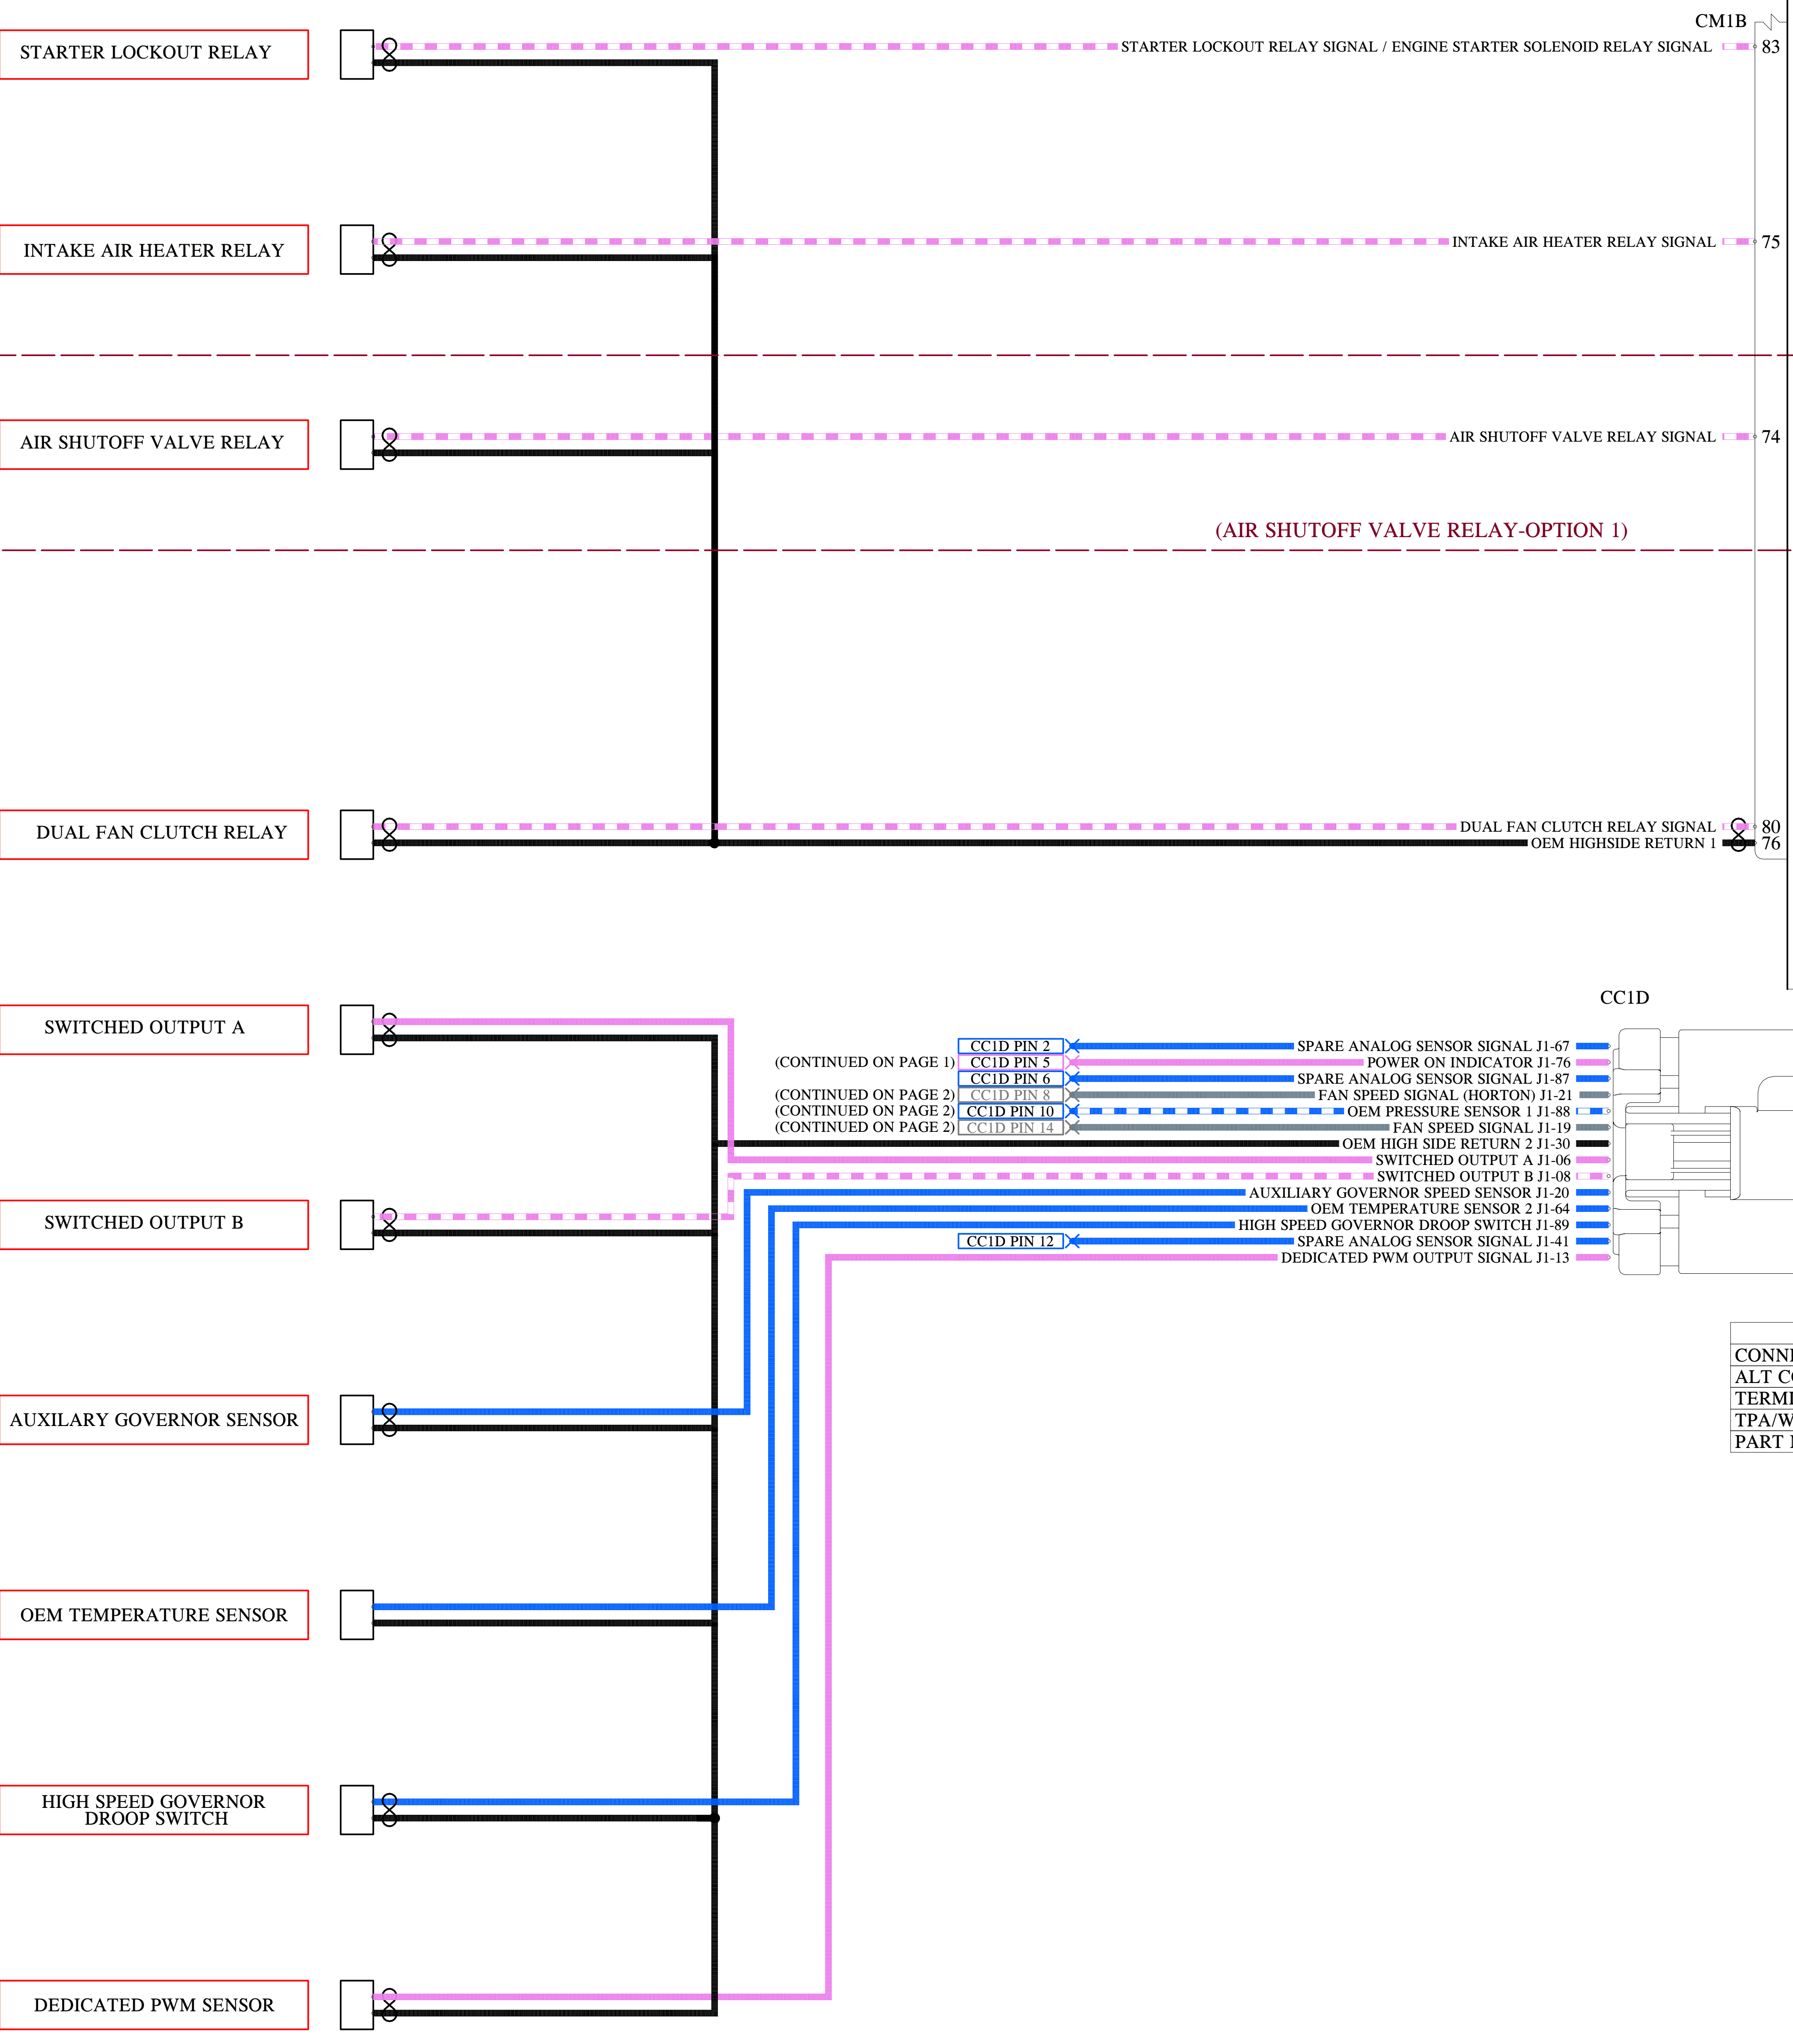 CM1B
STARTER LOCKOUT RELAY
STARTER LOCKOUT RELAY SIGNAL / ENGINE STARTER SOLENOID RELAY SIGNAL
83
INTAKE AIR HEATER RELAY
INTAKE AIR HEATER RELAY SIGNAL
75
AIR SHUTOFF VALVE RELAY
AIR SHUTOFF VALVE RELAY SIGNAL
74
(AIR SHUTOFF VALVE RELAY-OPTION 1)
DUAL FAN CLUTCH RELAY
DUAL FAN CLUTCH RELAY SIGNAL
80
OEM HIGHSIDE RETURN 1
76
CC1D
SWITCHED OUTPUT A
CC1D PIN 2
SPARE ANALOG SENSOR SIGNAL J1-67
(CONTINUED ON PAGE 1)
CC1D PIN 5
POWER ON INDICATOR J1-76
CC1D PIN 6
SPARE ANALOG SENSOR SIGNAL J1-87
(CONTINUED ON PAGE 2)
CC1D PIN 8
FAN SPEED SIGNAL (HORTON) J1-21
(CONTINUED ON PAGE 2)
CC1D PIN 10
OEM PRESSURE SENSOR 1 J1-88
(CONTINUED ON PAGE 2)
CC1D PIN 14
FAN SPEED SIGNAL J1-19
OEM HIGH SIDE RETURN 2 J1-30
SWITCHED OUTPUT A J1-06
SWITCHED OUTPUT B J1-08
AUXILIARY GOVERNOR SPEED SENSOR J1-20
OEM TEMPERATURE SENSOR 2 J1-64
HIGH SPEED GOVERNOR DROOP SWITCH J1-89
CC1D PIN 12
SPARE ANALOG SENSOR SIGNAL J1-41
DEDICATED PWM OUTPUT SIGNAL J1-13
SWITCHED OUTPUT B
CONN
ALT C
TERM
TPA/W
PART
AUXILARY GOVERNOR SENSOR
OEM TEMPERATURE SENSOR
HIGH SPEED GOVERNOR
DROOP SWITCH
DEDICATED PWM SENSOR